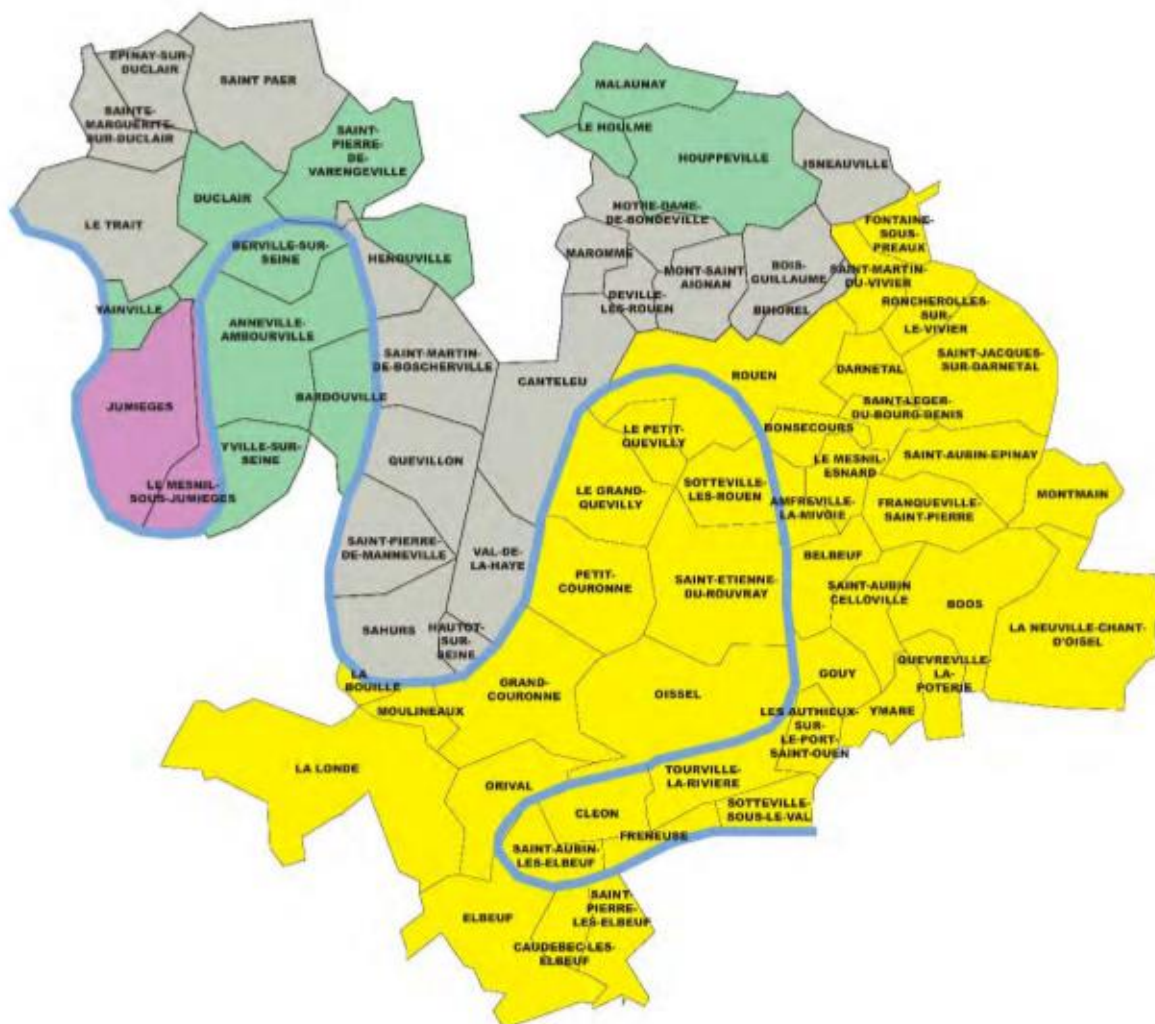 EPINAY-SUR-
DUCLAIR
SAINT PAER
SAINTE-
MARGUERITE-
SUR-DUCLAIR
SAINT-
PIERRE-
DE-
VARENGEVILLE
DUCLAIR
LE TRAIT
BERVILLE-SUR-
SEINE
HENOUVILLE
YAINVILLE
ANNEVILLE-
AMBOURVILLE
SAINT-MARTIN-
DE-BOSCHERVILLE
BARDOUVILLE
JUMIEGES
YVILLE-SUR-
SEINE
QUEVILLON
LE MESNIL-
SOUS-JUMIEGES
SAINT-PIERRE-
DE-MANNEVILLE
VAL-DE-
LA-HAYE
SAHURS
HAUTOT-
SUR-
SEINE
MALAUNAY
LE HOULME
HOUPPEVILLE
ISNEAUVILLE
NOTRE-DAME-
DE-BONDEVILLE
MAROMME
MONT-SAINT
AIGNAN
BOIS-
GUILLAUME
DEVILLE-
LES-ROUEN
BIHOREL
CANTELEU
FONTAINE-
SOUS-
PREAUX
SAINT-MARTIN-
DU-VIVIER
RONCHEROLLES-
SUR-
LE-VIVIER
ROUEN
DARNETAL
SAINT-JACQUES-
SUR-DARNETAL
SAINT-LEGER-
DU-BOURG-DENIS
LE PETIT-
QUEVILLY
BONSECOURS
LE MESNIL-
ESNARD
SAINT-AUBIN-EPINAY
LE GRAND-
QUEVILLY
SOTTEVILLE-
LES-ROUEN
AMFREVILLE-
LA-MIVOIE
FRANQUEVILLE-
SAINT-PIERRE
MONTMAIN
BELBEUF
PETIT-
COURONNE
SAINT-ETIENNE-
DU-ROUVRAY
SAINT-AUBIN
CELLOVILLE
BOOS
LA NEUVILLE-CHANT-
D'OISEL
LA
BOUILLE
MOULINEAUX
GRAND-
COURONNE
OISSEL
GOUY
QUEVREVILLE-
LA-
POTERIE
YMARE
LES AUTHIEUX-
SUR-
LE-PORT-
SAINT-OUEN
LA LONDE
ORIVAL
TOURVILLE-
LA-RIVIERE
CLEON
SOTTEVILLE-
SOUS-LE-VAL
FRENEUSE
SAINT-AUBIN-
LES-ELBEUF
ELBEUF
SAINT-
PIERRE-
LES-ELBEUF
CAUDEBEC-LES-
ELBEUF